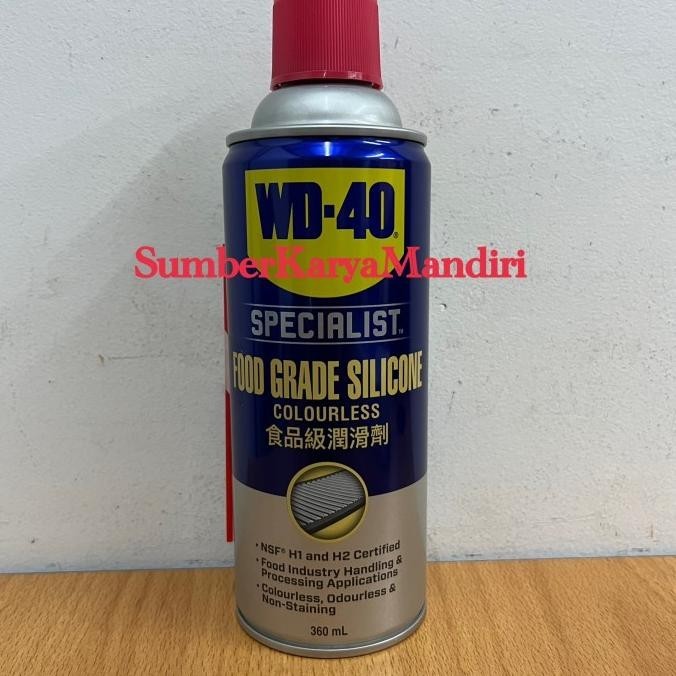 WD-40®
SumberKaryaMandiri
SPECIALIST™
FOOD GRADE SILICONE
COLOURLESS
食品級潤滑劑
• NSF® H1 and H2 Certified
• Food Industry Handling &
Processing Applications
• Colourless, Odourless &
Non-Staining
360 mL